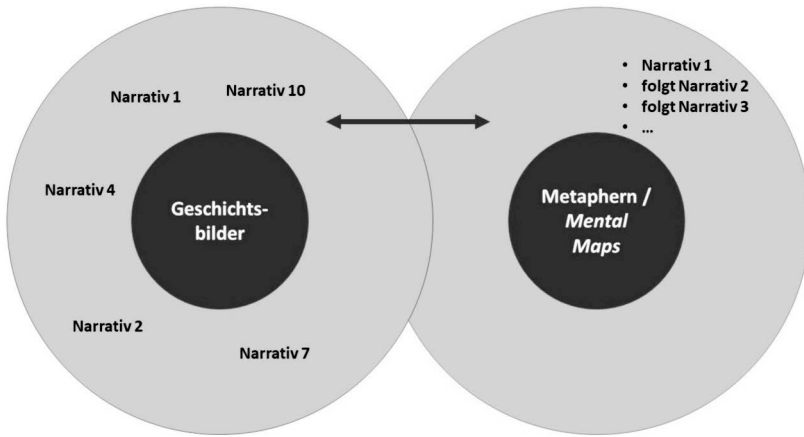 Narrativ 1
Narrativ 10
Narrativ 4
Geschichts-
bilder
Narrativ 2
Narrativ 7
• Narrativ 1
• folgt Narrativ 2
• folgt Narrativ 3
• ...
Metaphern /
Mental
Maps